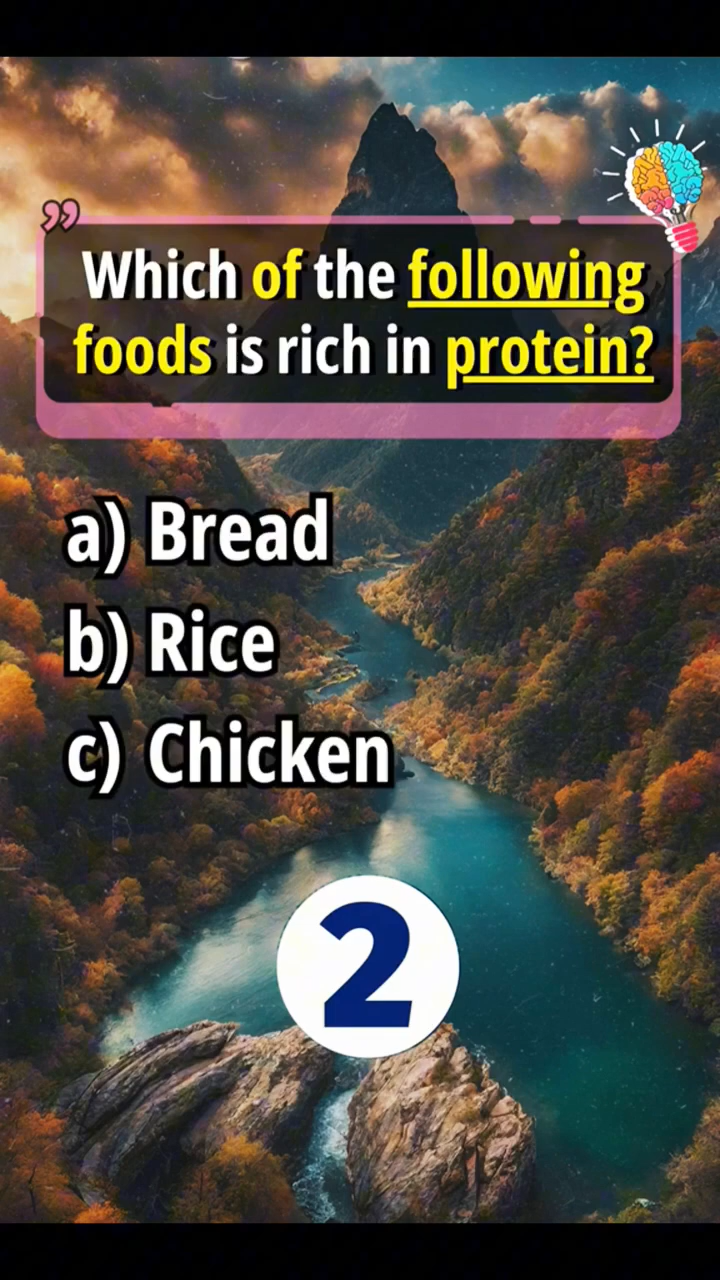 ”
Which of the following
foods is rich in protein?
a) Bread
b) Rice
c) Chicken
2